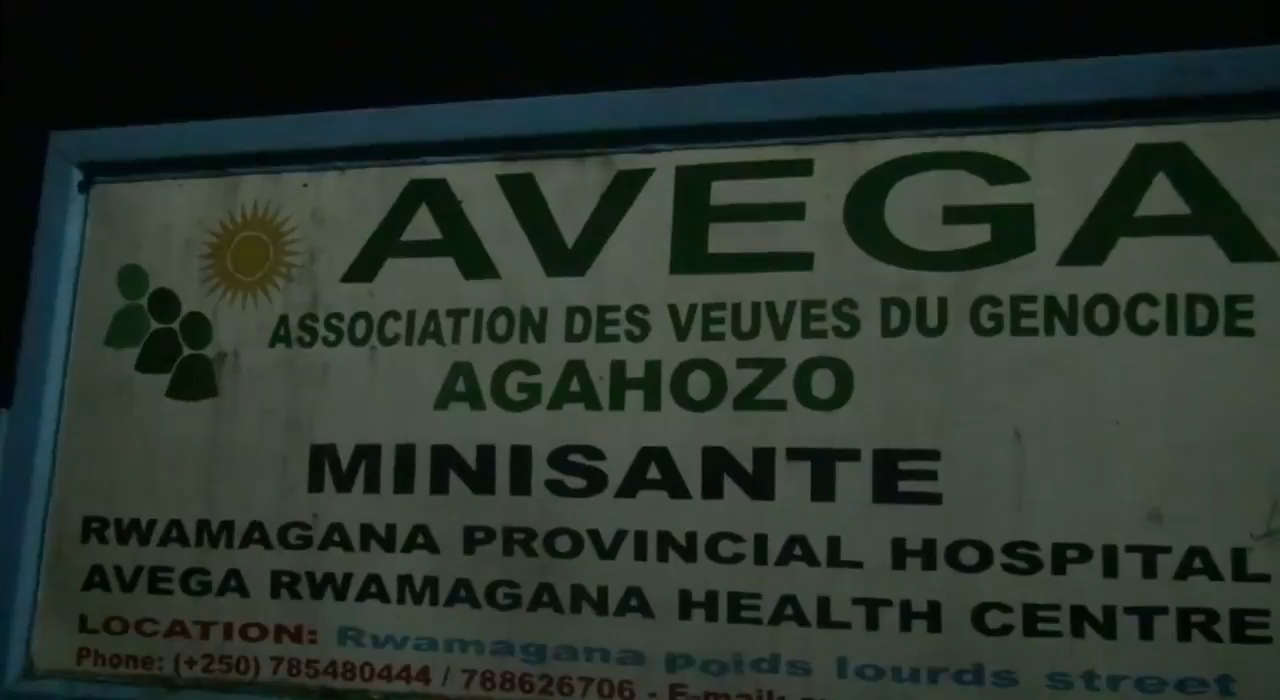 AVEGA
ASSOCIATION DES VEUVES DU GENOCIDE
AGAHOZO
MINISANTE
RWAMAGANA PROVINCIAL HOSPITAL
AVEGA RWAMAGANA HEALTH CENTRE
LOCATION: Rwamagana poids lourds street
Phone: (+250) 785480444 / 788626706 - E-mail: